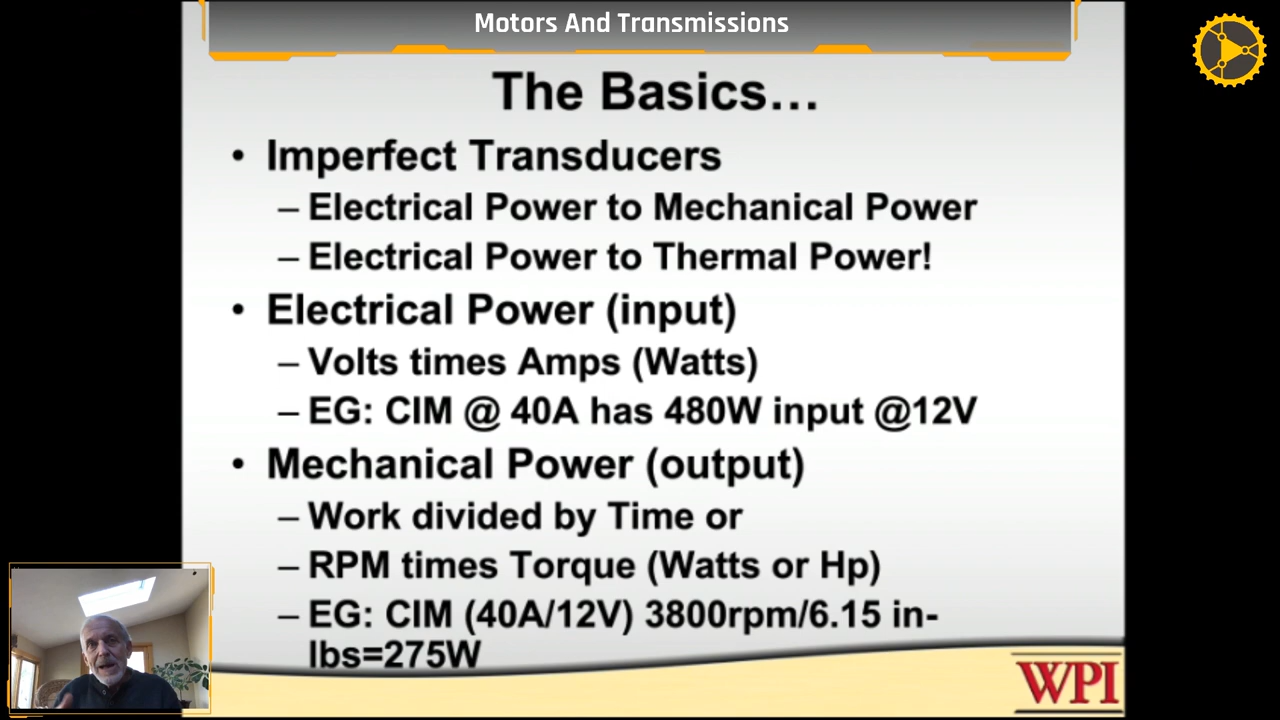 Motors And Transmissions
The Basics…
• Imperfect Transducers
– Electrical Power to Mechanical Power
– Electrical Power to Thermal Power!
• Electrical Power (input)
– Volts times Amps (Watts)
– EG: CIM @ 40A has 480W input @12V
• Mechanical Power (output)
– Work divided by Time or
– RPM times Torque (Watts or Hp)
– EG: CIM (40A/12V) 3800rpm/6.15 in-
lbs=275W
WPI